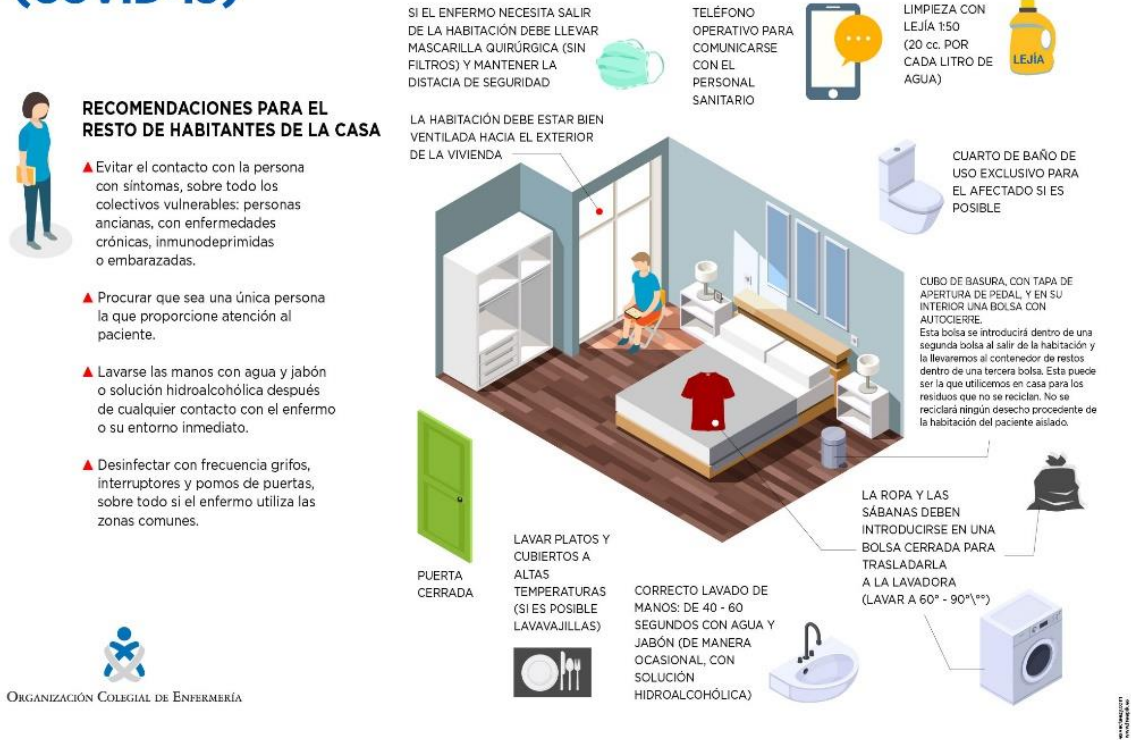 (COVID-19)
RECOMENDACIONES PARA EL
RESTO DE HABITANTES DE LA CASA
Evitar el contacto con la persona
con síntomas, sobre todo los
colectivos vulnerables: personas
ancianas, con enfermedades
crónicas, inmunodeprimidas
o embarazadas.
Procurar que sea una única persona
la que proporcione atención al
paciente.
Lavarse las manos con agua y jabón
o solución hidroalcohólica después
de cualquier contacto con el enfermo
o su entorno inmediato.
Desinfectar con frecuencia grifos,
interruptores y pomos de puertas,
sobre todo si el enfermo utiliza las
zonas comunes.
ORGANIZACIÓN COLEGIAL DE ENFERMERÍA
SI EL ENFERMO NECESITA SALIR
DE LA HABITACIÓN DEBE LLEVAR
MASCARILLA QUIRÚRGICA (SIN
FILTROS) Y MANTENER LA
DISTACIA DE SEGURIDAD
TELÉFONO
OPERATIVO PARA
COMUNICARSE
CON EL
PERSONAL
SANITARIO
LIMPIEZA CON
LEJÍA 1:50
(20 cc. POR
CADA LITRO DE
AGUA)
LEJÍA
LA HABITACIÓN DEBE ESTAR BIEN
VENTILADA HACIA EL EXTERIOR
DE LA VIVIENDA
CUARTO DE BAÑO DE
USO EXCLUSIVO PARA
EL AFECTADO SI ES
POSIBLE
CUBO DE BASURA, CON TAPA DE
APERTURA DE PEDAL, Y EN SU
INTERIOR UNA BOLSA CON
AUTOCIERRE.
Esta bolsa se introducirá dentro de una
segunda bolsa al salir de la habitación y
la llevaremos al contenedor de restos
dentro de una tercera bolsa. Esta puede
ser la que utilicemos en casa para los
residuos que no se reciclan. No se
reciclará ningún desecho procedente de
la habitación del paciente aislado.
LA ROPA Y LAS
SÁBANAS DEBEN
INTRODUCIRSE EN UNA
BOLSA CERRADA PARA
TRASLADARLA
A LA LAVADORA
(LAVAR A 60° - 90°\°°)
PUERTA
CERRADA
LAVAR PLATOS Y
CUBIERTOS A
ALTAS
TEMPERATURAS
(SI ES POSIBLE
LAVAVAJILLAS)
CORRECTO LAVADO DE
MANOS: DE 40 - 60
SEGUNDOS CON AGUA Y
JABÓN (DE MANERA
OCASIONAL, CON
SOLUCIÓN
HIDROALCOHÓLICA)